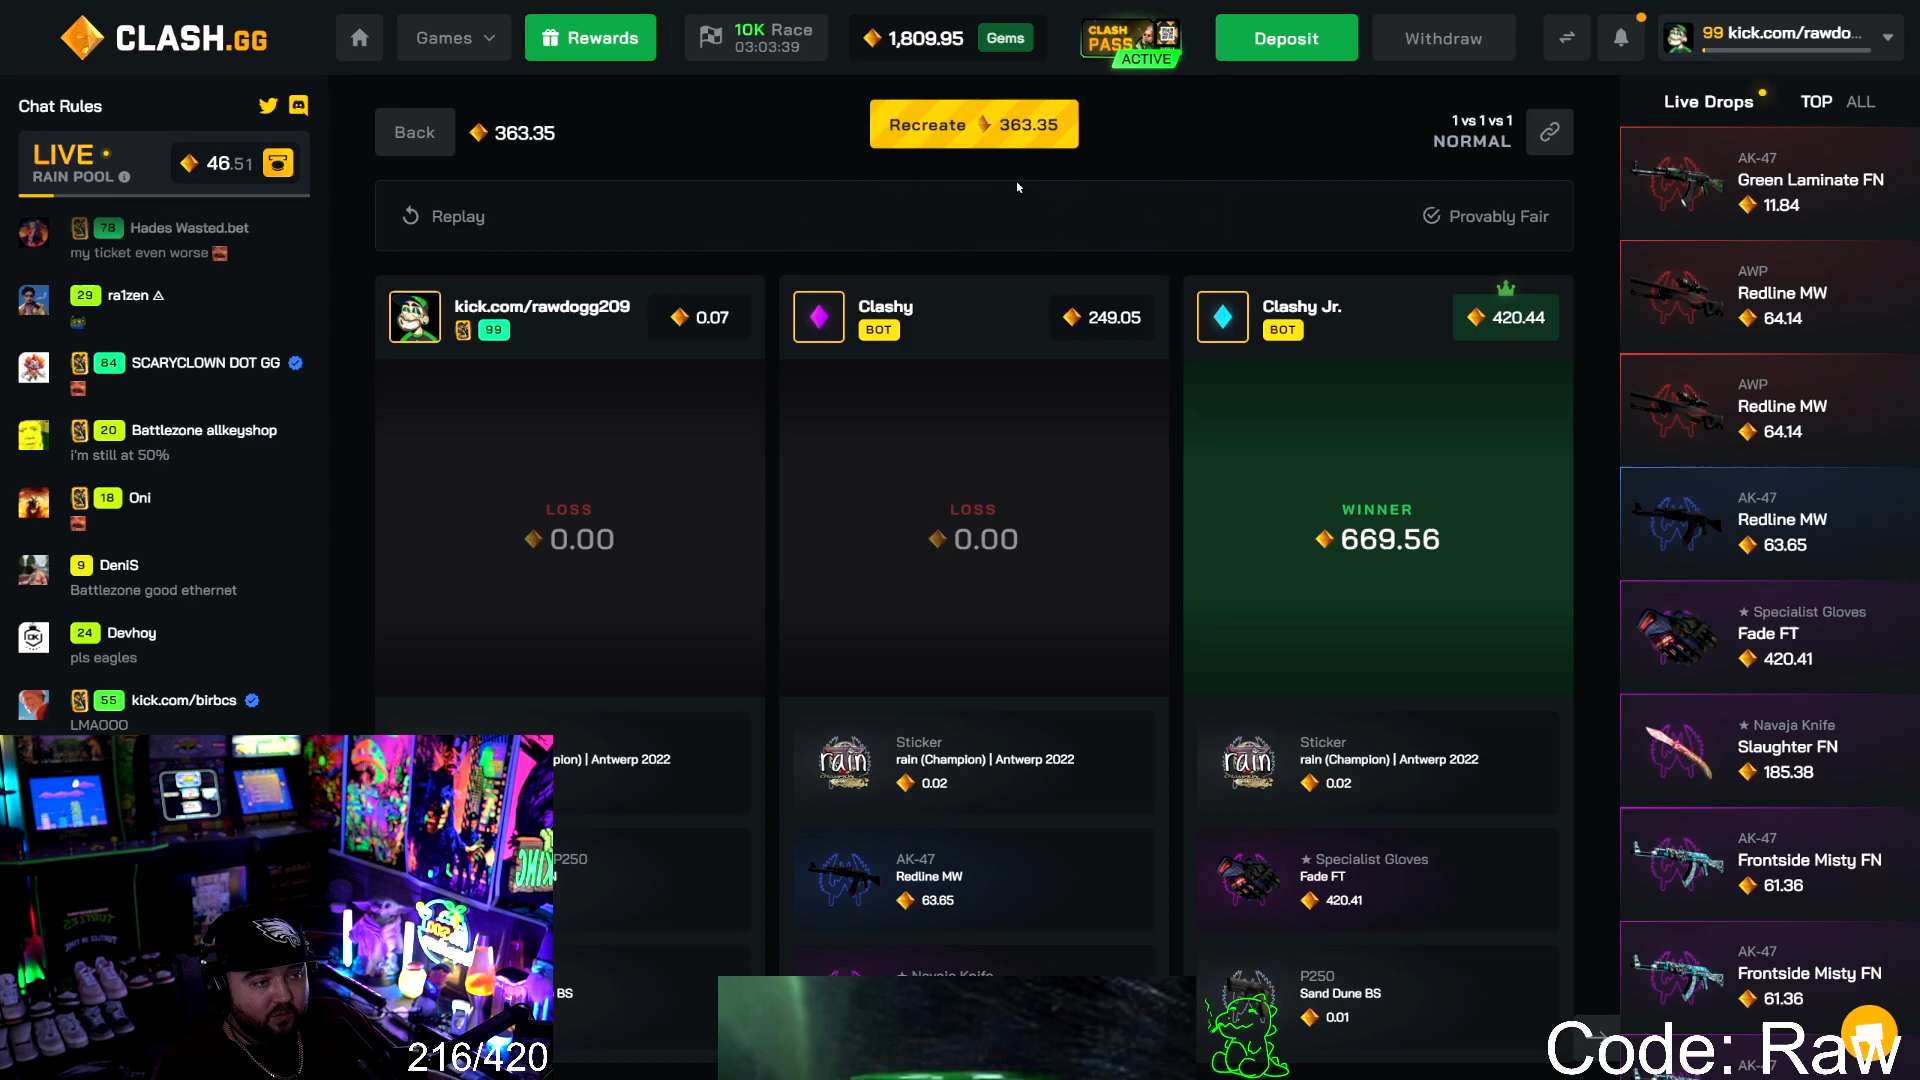 CLASH.GG
Games
Rewards
10K Race
03:03:39
1,809.95
Gems
CLASH
PASS
ACTIVE
Deposit
Withdraw
99 kick.com/rawdo...
Chat Rules
LIVE
RAIN POOL
46.51
78 Hades Wasted.bet
my ticket even worse
29 ra1zen
84 SCARYCLOWN DOT GG
20 Battlezone allkeyshop
i'm still at 50%
18 Oni
9 DeniS
Battlezone good ethernet
24 Devhoy
pls eagles
55 kick.com/birbcs
LMAOOO
Back
363.35
Recreate 363.35
1 vs 1 vs 1
NORMAL
Replay
Provably Fair
kick.com/rawdogg209
99
0.07
LOSS
0.00
pion) | Antwerp 2022
P250
BS
Clashy
BOT
249.05
LOSS
0.00
Sticker
rain (Champion) | Antwerp 2022
0.02
AK-47
Redline MW
63.65
★ Navaja Knife
Clashy Jr.
BOT
420.44
WINNER
669.56
Sticker
rain (Champion) | Antwerp 2022
0.02
★ Specialist Gloves
Fade FT
420.41
P250
Sand Dune BS
0.01
Live Drops
TOP
ALL
AK-47
Green Laminate FN
11.84
AWP
Redline MW
64.14
AWP
Redline MW
64.14
AK-47
Redline MW
63.65
★ Specialist Gloves
Fade FT
420.41
★ Navaja Knife
Slaughter FN
185.38
AK-47
Frontside Misty FN
61.36
AK-47
Frontside Misty FN
61.36
AK-47
216/420
Code: Raw